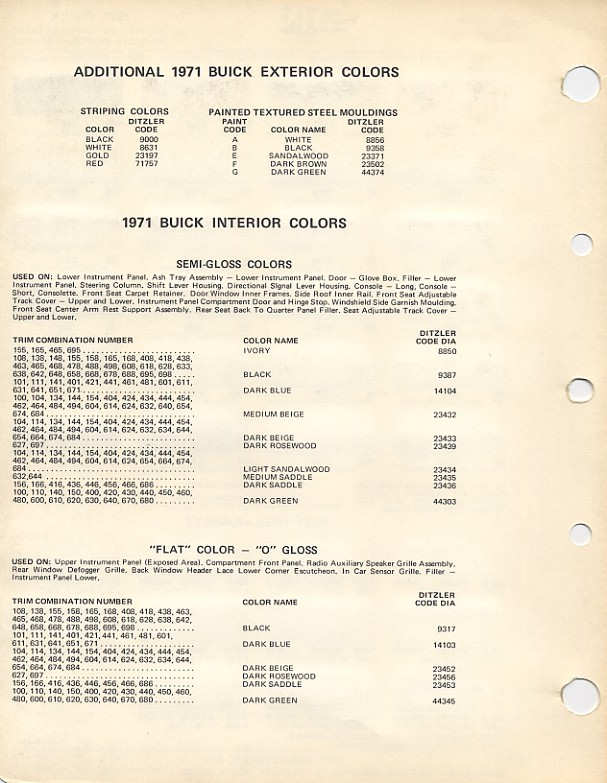 ADDITIONAL 1971 BUICK EXTERIOR COLORS
STRIPING COLORS
COLOR DITZLER CODE
BLACK 9000
WHITE 8631
GOLD 23197
RED 71757
PAINTED TEXTURED STEEL MOULDINGS
PAINT CODE COLOR NAME DITZLER CODE
A WHITE 8856
B BLACK 9358
E SANDALWOOD 23371
F DARK BROWN 23502
G DARK GREEN 44374
1971 BUICK INTERIOR COLORS
SEMI-GLOSS COLORS
USED ON: Lower Instrument Panel, Ash Tray Assembly — Lower Instrument Panel, Door — Glove Box, Filler — Lower
Instrument Panel, Steering Column, Shift Lever Housing, Directional Signal Lever Housing, Console — Long, Console —
Short, Consolette, Front Seat Carpet Retainer, Door Window Inner Frames, Side Roof Inner Rail, Front Seat Adjustable
Track Cover — Upper and Lower, Instrument Panel Compartment Door and Hinge Stop, Windshield Side Garnish Moulding,
Front Seat Center Arm Rest Support Assembly, Rear Seat Back To Quarter Panel Filler, Seat Adjustable Track Cover —
Upper and Lower.
DITZLER
TRIM COMBINATION NUMBER COLOR NAME CODE DIA
155, 165, 465, 695 . . . . . . . . . . . . . . . . . . . . . . . . IVORY 8850
108, 138, 148, 155, 158, 165, 168, 408, 418, 438,
463, 465, 468, 478, 488, 498, 608, 618, 628, 633,
638, 642, 648, 658, 668, 678, 688, 695, 698 . . . . . BLACK 9387
101, 111, 141, 401, 421, 441, 461, 481, 601, 611,
631, 641, 651, 671 . . . . . . . . . . . . . . . . . . . . . . . . DARK BLUE 14104
100, 104, 134, 144, 154, 404, 424, 434, 444, 454,
462, 464, 484, 494, 604, 614, 624, 632, 640, 654,
674, 684 . . . . . . . . . . . . . . . . . . . . . . . . . . . . . . . . MEDIUM BEIGE 23432
104, 114, 134, 144, 154, 404, 424, 434, 444, 454,
462, 464, 484, 494, 604, 614, 624, 632, 634, 644,
654, 664, 674, 684 . . . . . . . . . . . . . . . . . . . . . . . . DARK BEIGE 23433
627, 697 . . . . . . . . . . . . . . . . . . . . . . . . . . . . . . . . DARK ROSEWOOD 23439
104, 114, 134, 144, 154, 404, 424, 434, 444, 454,
462, 464, 484, 494, 604, 614, 624, 654, 664, 674,
684 . . . . . . . . . . . . . . . . . . . . . . . . . . . . . . . . . . . . LIGHT SANDALWOOD 23434
632,644 . . . . . . . . . . . . . . . . . . . . . . . . . . . . . . . . MEDIUM SADDLE 23435
156, 166, 416, 436, 446, 456, 466, 686 . . . . . . . . . DARK SADDLE 23436
100, 110, 140, 150, 400, 420, 430, 440, 450, 460,
480, 600, 610, 620, 630, 640, 670, 680 . . . . . . . . . DARK GREEN 44303
"FLAT" COLOR — "O" GLOSS
USED ON: Upper Instrument Panel (Exposed Area), Compartment Front Panel, Radio Auxiliary Speaker Grille Assembly,
Rear Window Defogger Grille, Back Window Header Lace Lower Corner Escutcheon, In Car Sensor Grille, Filler —
Instrument Panel Lower.
DITZLER
TRIM COMBINATION NUMBER COLOR NAME CODE DIA
108, 138, 155, 158, 165, 168, 408, 418, 438, 463,
465, 468, 478, 488, 498, 608, 618, 628, 638, 642,
648, 658, 668, 678, 688, 695, 698 . . . . . . . . . . . . . BLACK 9317
101, 111, 141, 401, 421, 441, 461, 481, 601,
611, 631, 641, 651, 671 . . . . . . . . . . . . . . . . . . . . DARK BLUE 14103
104, 114, 134, 144, 154, 404, 424, 434, 444, 454,
462, 464, 484, 494, 604, 614, 624, 632, 634, 644,
654, 664, 674, 684 . . . . . . . . . . . . . . . . . . . . . . . . DARK BEIGE 23452
627, 697 . . . . . . . . . . . . . . . . . . . . . . . . . . . . . . . . DARK ROSEWOOD 23456
156, 166, 416, 436, 446, 456, 466, 686 . . . . . . . . . DARK SADDLE 23453
100, 110, 140, 150, 400, 420, 430, 440, 450, 460,
480, 600, 610, 620, 630, 640, 670, 680 . . . . . . . . . DARK GREEN 44345